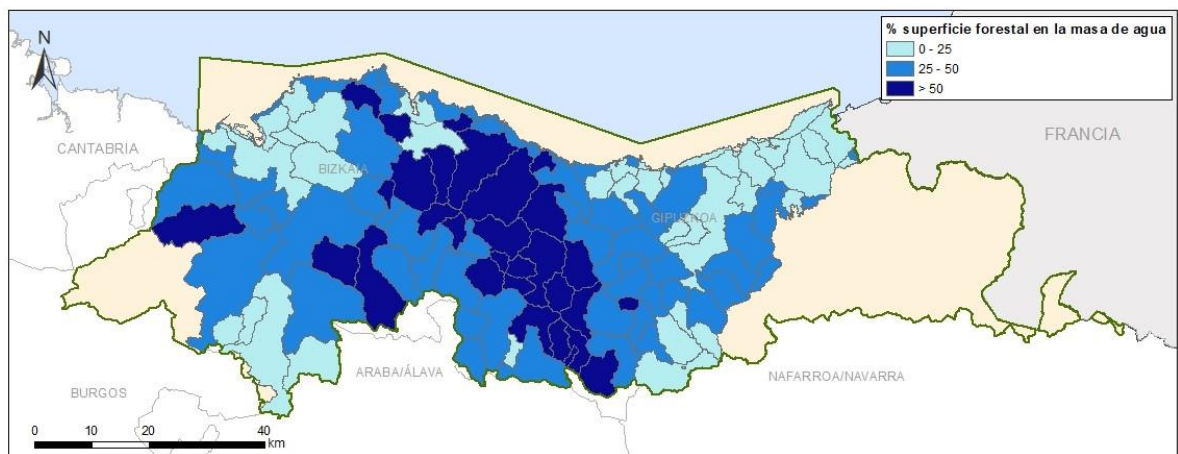 N
% superficie forestal en la masa de agua
0 - 25
25 - 50
> 50
FRANCIA
CANTABRIA
BIZKAIA
GIPUZKOA
ARABA/ÁLAVA
NAFARROA/NAVARRA
BURGOS
0 10 20 40
km